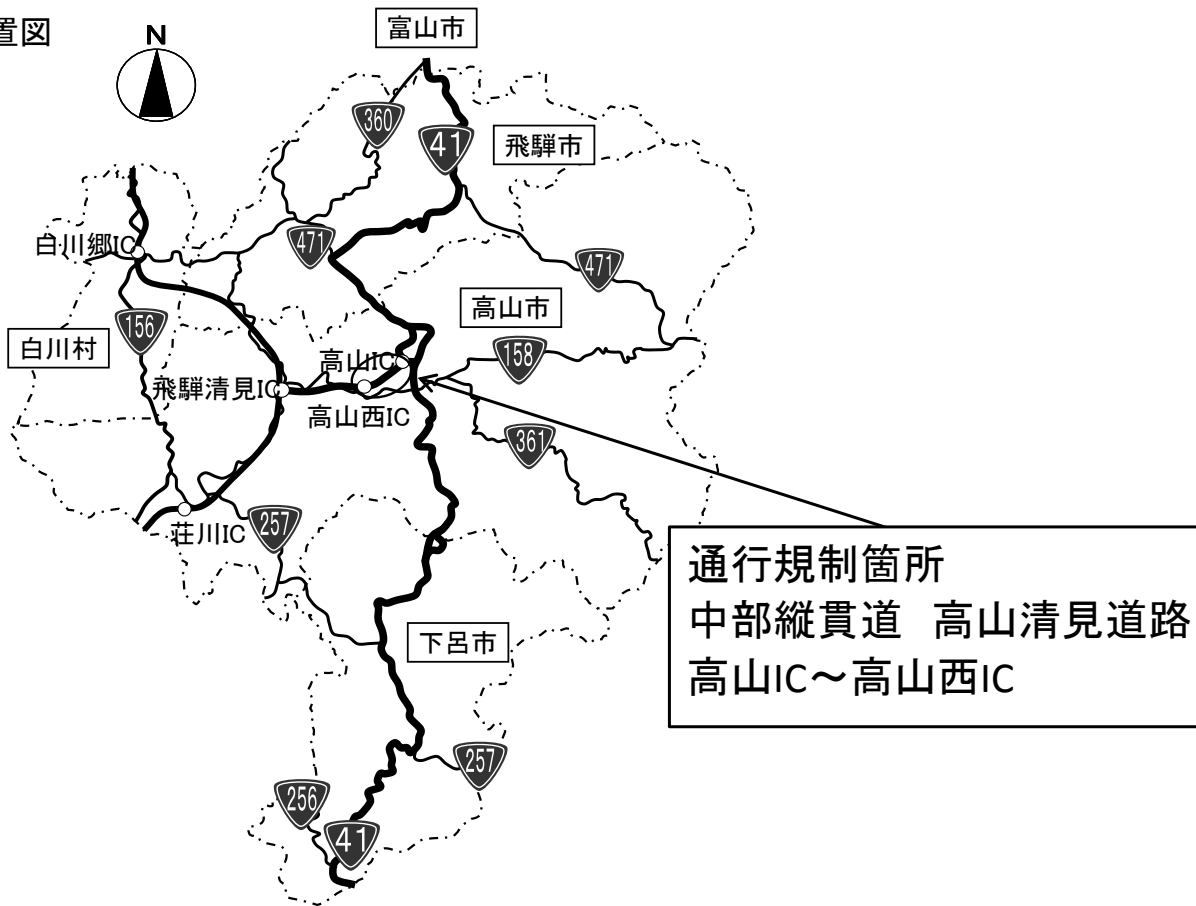 置図
N
富山市
360
41
飛騨市
白川郷IC
471
471
156
高山市
白川村
158
高山IC
飛騨清見IC
高山西IC
361
荘川IC
257
通行規制箇所
中部縦貫道 高山清見道路
高山IC～高山西IC
下呂市
257
256
41